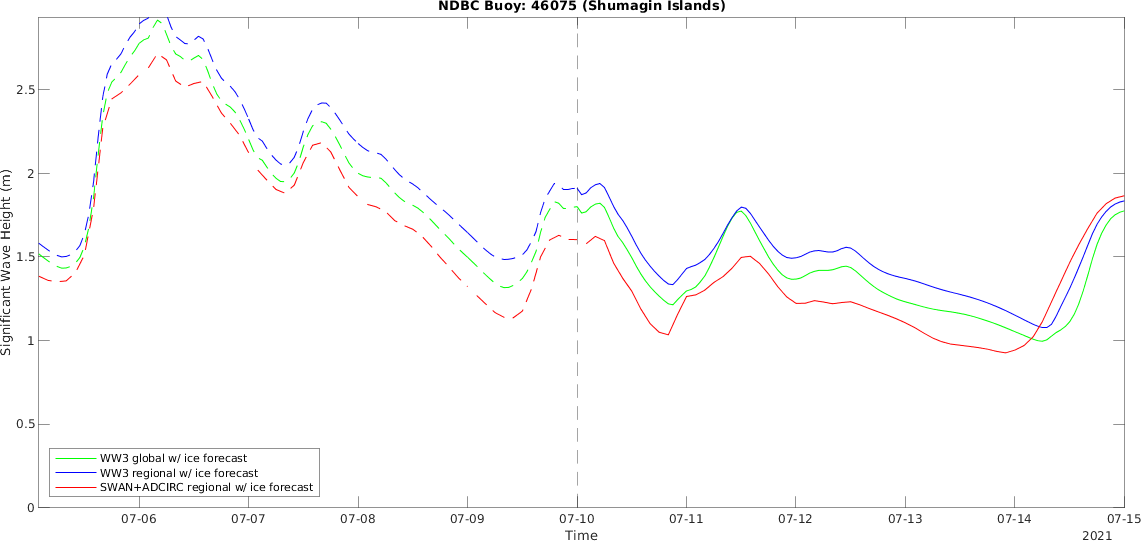 NDBC Buoy: 46075 (Shumagin Islands)
Significant Wave Height (m)
2.5
2
1.5
1
0.5
0
WW3 global w/ ice forecast
WW3 regional w/ ice forecast
SWAN+ADCIRC regional w/ ice forecast
07-06 07-07 07-08 07-09 07-10 07-11 07-12 07-13 07-14 07-15
Time
2021